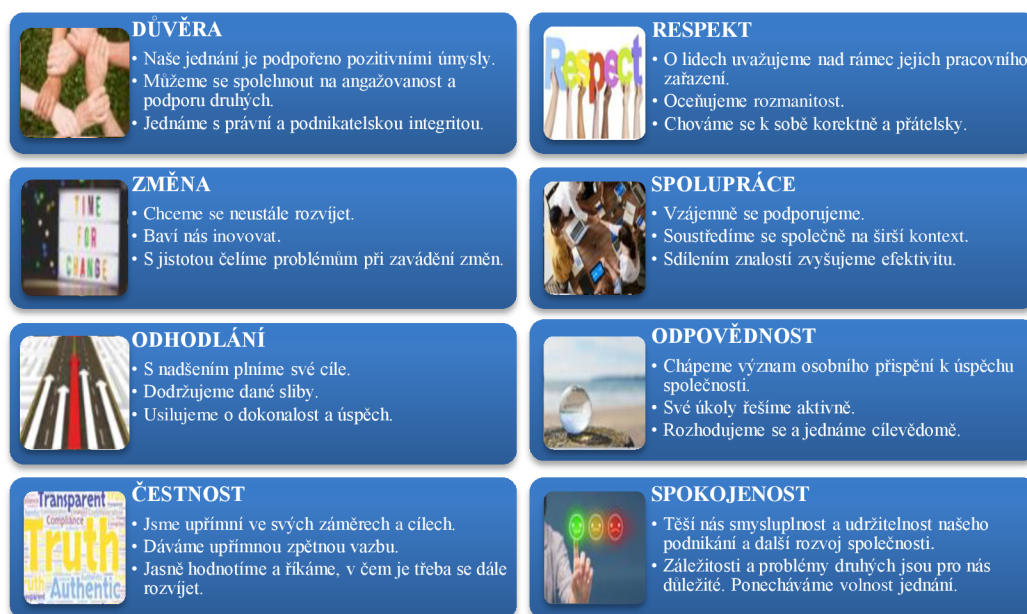 DŮVĚRA
• Naše jednání je podpořeno pozitivními úmysly.
• Můžeme se spolehnout na angažovanost a
podporu druhých.
• Jednáme s právní a podnikatelskou integritou.
Respect
RESPEKT
• O lidech uvažujeme nad rámec jejich pracovního
zařazení.
• Oceňujeme rozmanitost.
• Chováme se k sobě korektně a přátelsky.
TIME
FOR
CHANGE
ZMĚNA
• Chceme se neustále rozvíjet.
• Baví nás inovovat.
• S jistotou čelíme problémům při zavádění změn.
SPOLUPRÁCE
• Vzájemně se podporujeme.
• Soustředíme se společně na širší kontext.
• Sdílením znalostí zvyšujeme efektivitu.
ODHODLÁNÍ
• S nadšením plníme své cíle.
• Dodržujeme dané sliby.
• Usilujeme o dokonalost a úspěch.
ODPOVĚDNOST
• Chápeme význam osobního přispění k úspěchu
společnosti.
• Své úkoly řešíme aktivně.
• Rozhodujeme se a jednáme cílevědomě.
Transparent
Compliance
Truth
Authentic
ČESTNOST
• Jsme upřímní ve svých záměrech a cílech.
• Dáváme upřímnou zpětnou vazbu.
• Jasně hodnotíme a říkáme, v čem je třeba se dále
rozvíjet.
SPOKOJENOST
• Těší nás smysluplnost a udržitelnost našeho
podnikání a další rozvoj společnosti.
• Záležitosti a problémy druhých jsou pro nás
důležité. Ponecháváme volnost jednání.